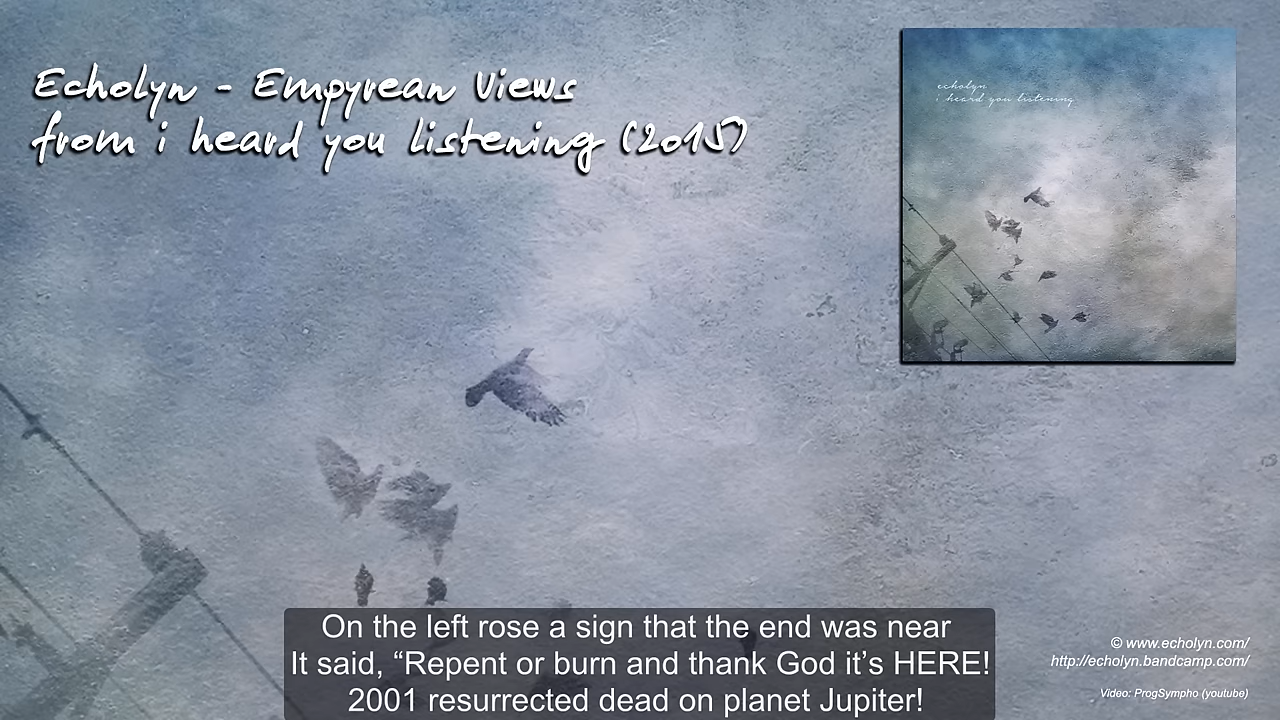 Echolyn - Empyrean Views
from i heard you listening (2015)
echolyn
i heard you listening
On the left rose a sign that the end was near
It said, “Repent or burn and thank God it’s HERE!
2001 resurrected dead on planet Jupiter!
© www.echolyn.com/
http://echolyn.bandcamp.com/
Video: ProgSympho (youtube)